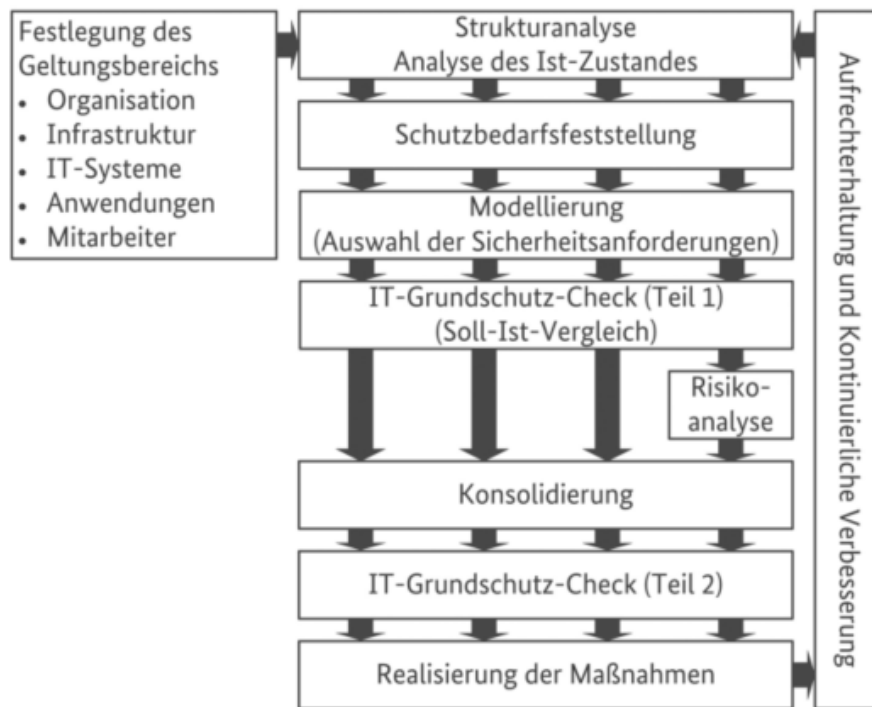 Festlegung des
Geltungsbereichs
• Organisation
• Infrastruktur
• IT-Systeme
• Anwendungen
• Mitarbeiter
Strukturanalyse
Analyse des Ist-Zustandes
Schutzbedarfsfeststellung
Modellierung
(Auswahl der Sicherheitsanforderungen)
IT-Grundschutz-Check (Teil 1)
(Soll-Ist-Vergleich)
Risiko-
analyse
Konsolidierung
IT-Grundschutz-Check (Teil 2)
Realisierung der Maßnahmen
Aufrechterhaltung und Kontinuierliche Verbesserung